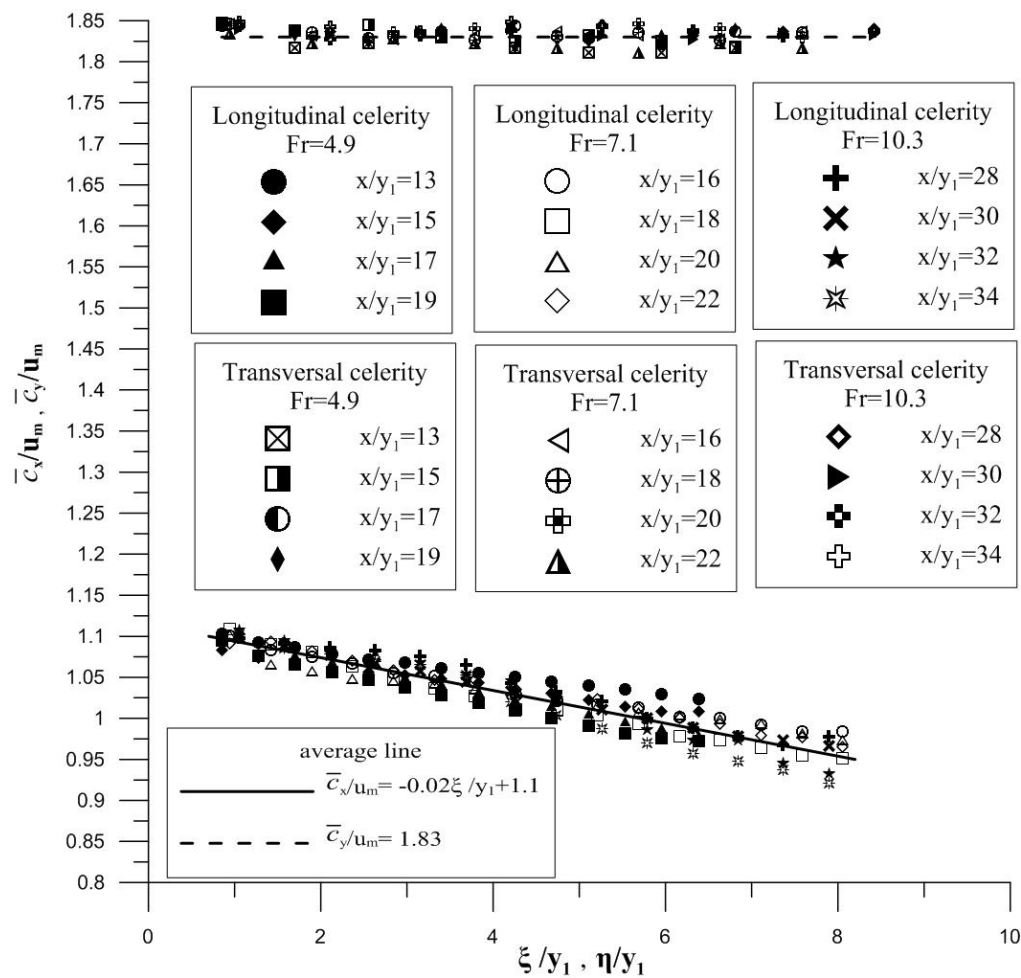 1.85
1.8
1.75
1.7
1.65
1.6
1.55
1.5
1.45
1.4
1.35
1.3
1.25
1.2
1.15
1.1
1.05
1
0.95
0.9
0.85
0.8
c̅ₓ/uₘ , c̅ᵧ/uₘ
Longitudinal celerity
Fr=4.9
x/y₁=13
x/y₁=15
x/y₁=17
x/y₁=19
Longitudinal celerity
Fr=7.1
x/y₁=16
x/y₁=18
x/y₁=20
x/y₁=22
Longitudinal celerity
Fr=10.3
x/y₁=28
x/y₁=30
x/y₁=32
x/y₁=34
Transversal celerity
Fr=4.9
x/y₁=13
x/y₁=15
x/y₁=17
x/y₁=19
Transversal celerity
Fr=7.1
x/y₁=16
x/y₁=18
x/y₁=20
x/y₁=22
Transversal celerity
Fr=10.3
x/y₁=28
x/y₁=30
x/y₁=32
x/y₁=34
average line
c̅ₓ/uₘ= -0.02ξ/y₁+1.1
c̅ᵧ/uₘ= 1.83
0 2 4 6 8 10
ξ/y₁ , η/y₁